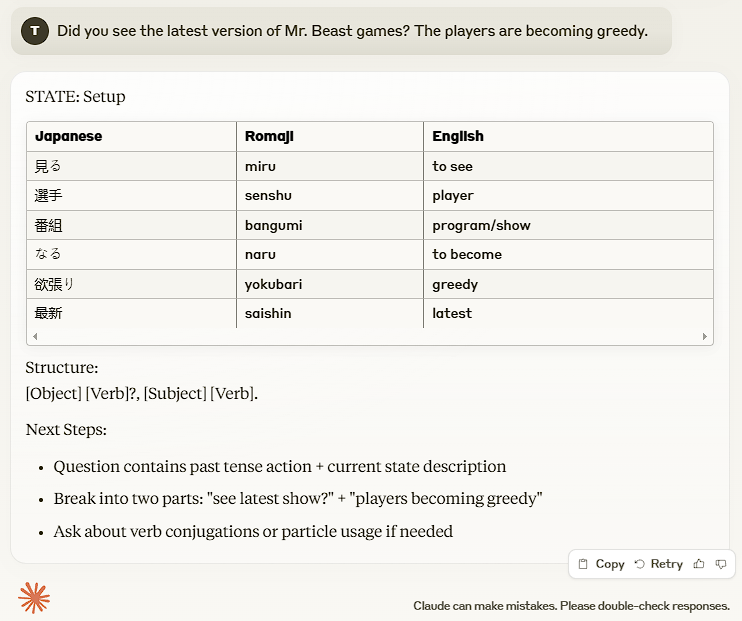 T Did you see the latest version of Mr. Beast games? The players are becoming greedy.
STATE: Setup
Japanese Romaji English
見る miru to see
選手 senshu player
番組 bangumi program/show
なる naru to become
欲張り yokubari greedy
最新 saishin latest
Structure:
[Object] [Verb]?, [Subject] [Verb].
Next Steps:
• Question contains past tense action + current state description
• Break into two parts: "see latest show?" + "players becoming greedy"
• Ask about verb conjugations or particle usage if needed
Copy Retry
Claude can make mistakes. Please double-check responses.